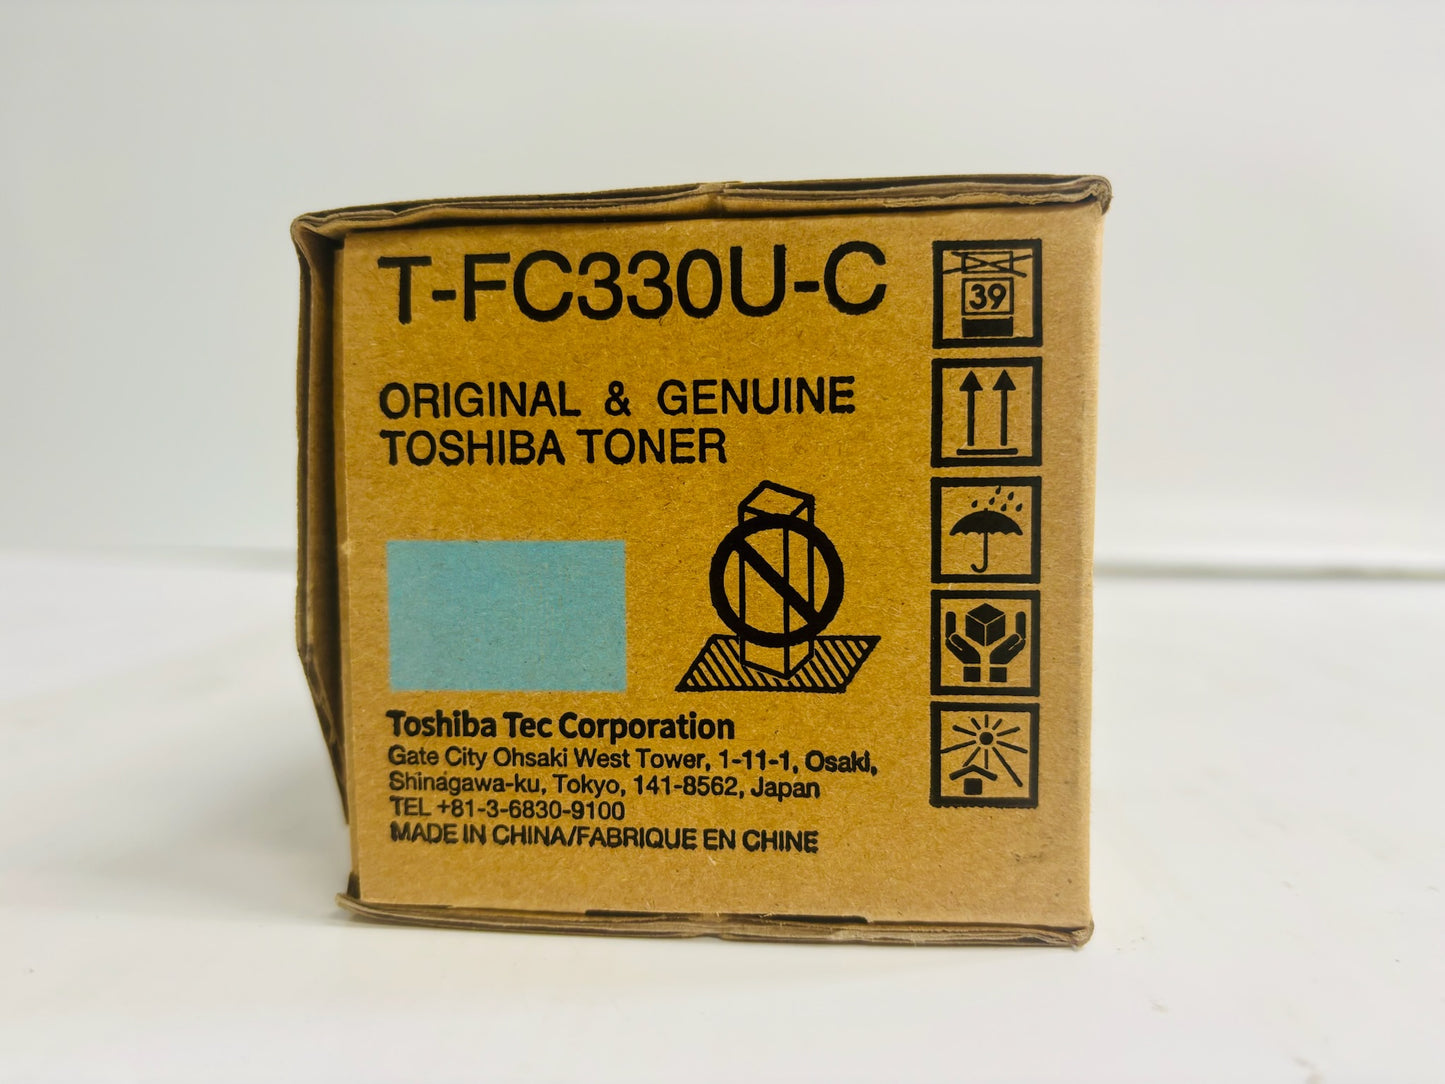 T-FC330U-C
39
ORIGINAL & GENUINE
TOSHIBA TONER
Toshiba Tec Corporation
Gate City Ohsaki West Tower, 1-11-1, Osaki,
Shinagawa-ku, Tokyo, 141-8562, Japan
TEL +81-3-6830-9100
MADE IN CHINA/FABRIQUE EN CHINE